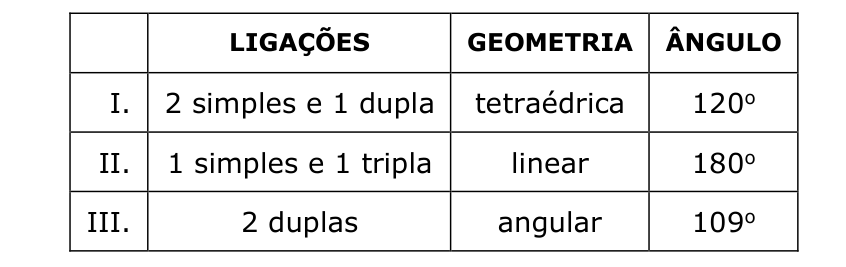 LIGAÇÕES GEOMETRIA ÂNGULO
I. 2 simples e 1 dupla tetraédrica 120º
II. 1 simples e 1 tripla linear 180º
III. 2 duplas angular 109º